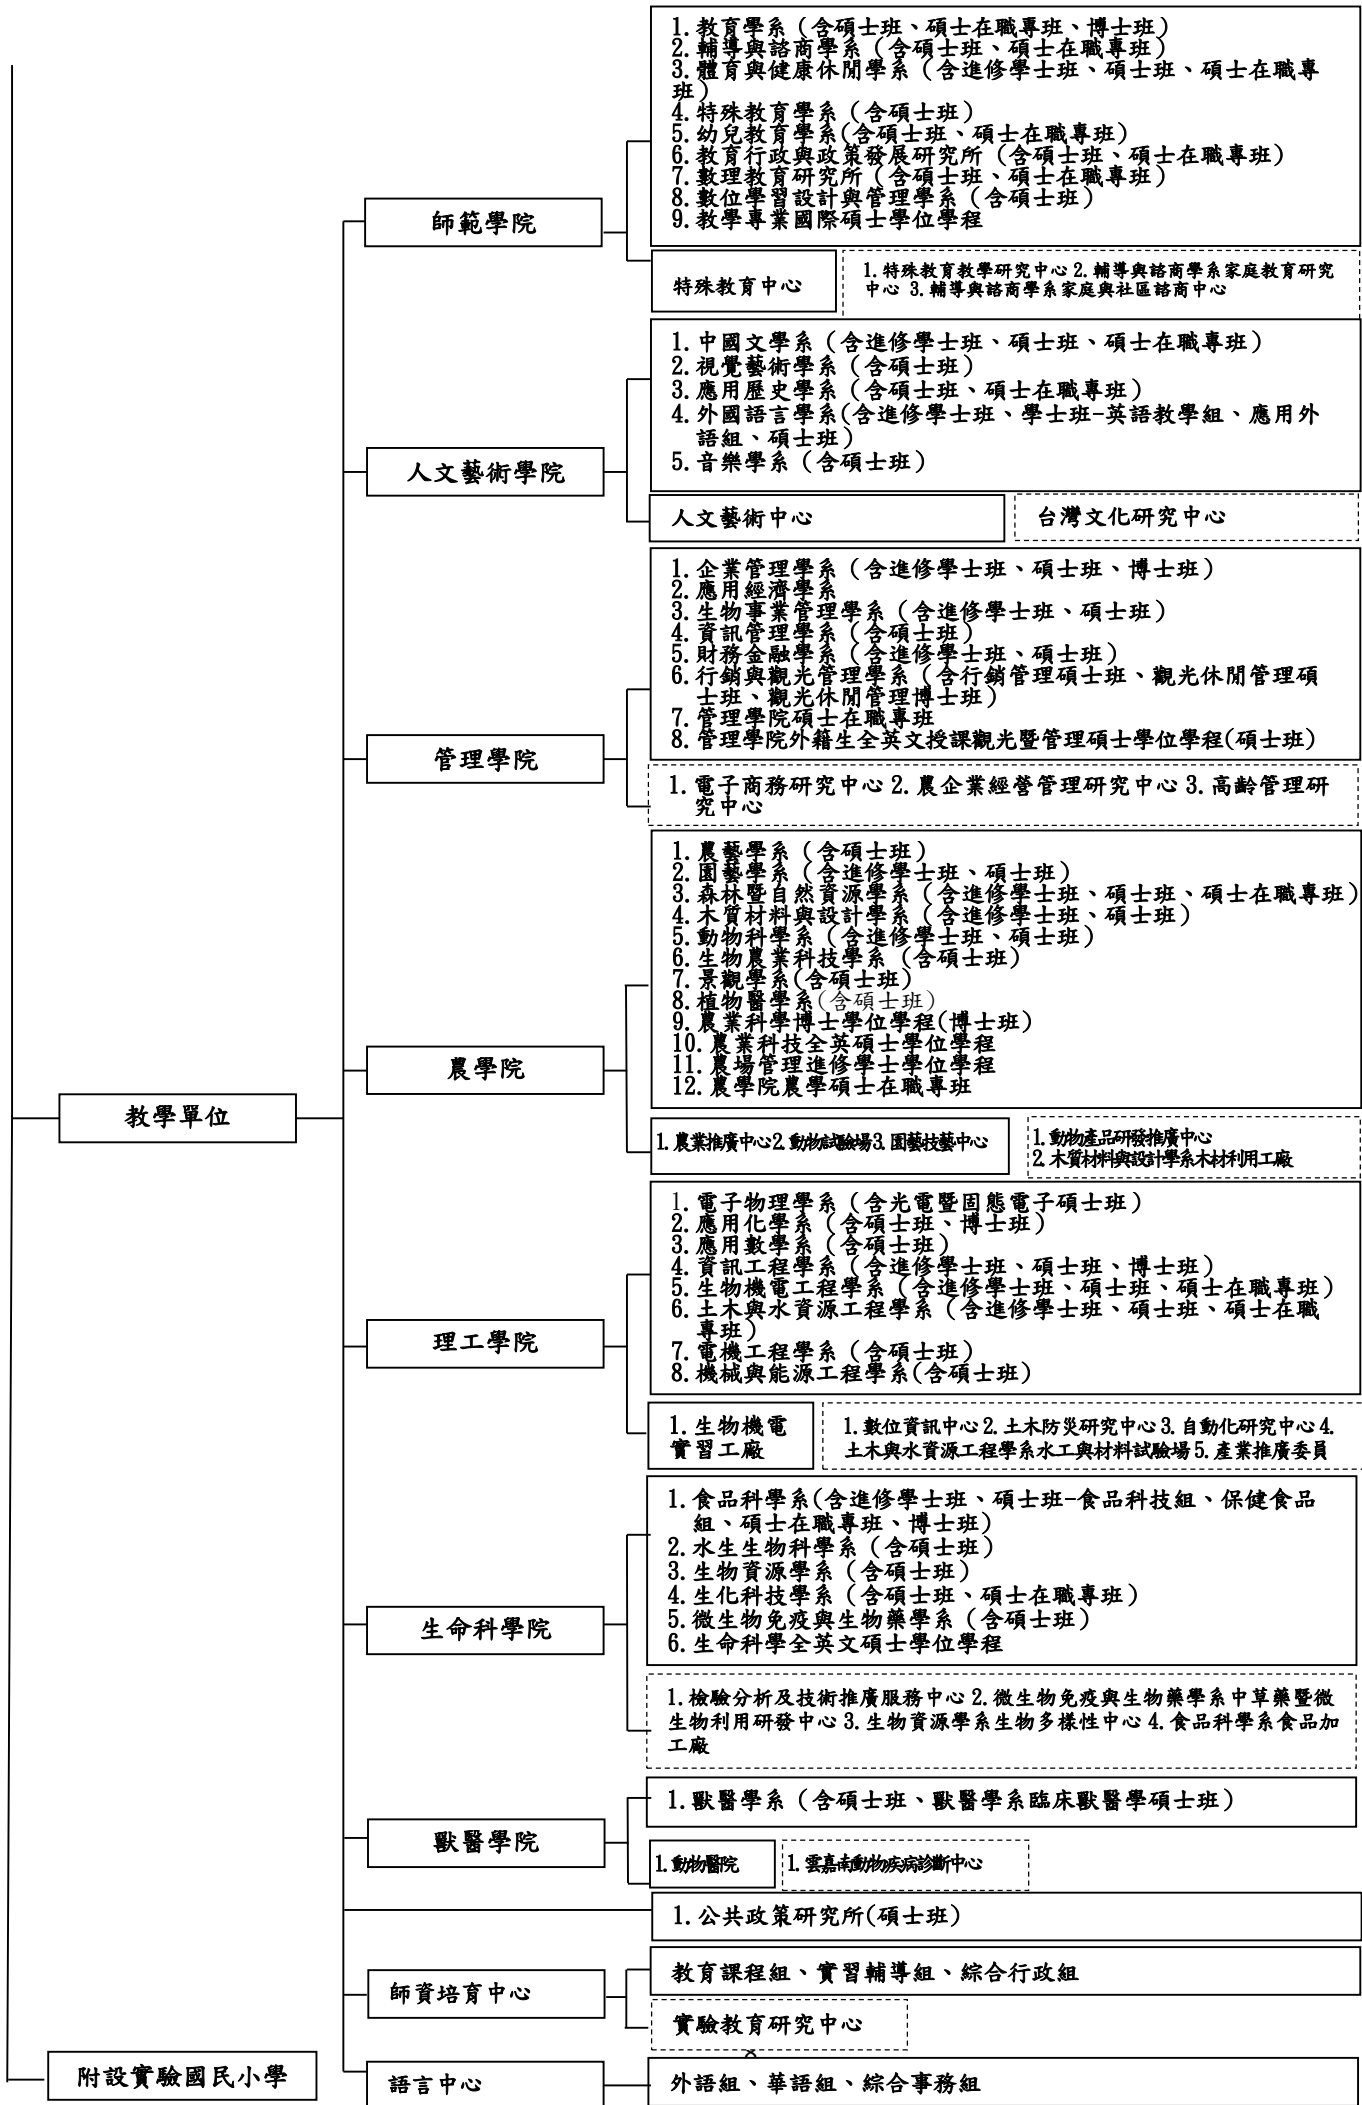 1.教育學系（含碩士班、碩士在職專班、博士班）
2.輔導與諮商學系（含碩士班、碩士在職專班）
3.體育與健康休閒學系（含進修學士班、碩士班、碩士在職專
班）
4.特殊教育學系（含碩士班）
5.幼兒教育學系(含碩士班、碩士在職專班）
6.教育行政與政策發展研究所（含碩士班、碩士在職專班）
7.數理教育研究所（含碩士班、碩士在職專班）
8.數位學習設計與管理學系（含碩士班）
9.教學專業國際碩士學位學程
師範學院
特殊教育中心
1.特殊教育教學研究中心 2.輔導與諮商學系家庭教育研究
中心 3.輔導與諮商學系家庭與社區諮商中心
1.中國文學系（含進修學士班、碩士班、碩士在職專班）
2.視覺藝術學系（含碩士班）
3.應用歷史學系（含碩士班、碩士在職專班）
4.外國語言學系(含進修學士班、學士班-英語教學組、應用外
語組、碩士班）
5.音樂學系（含碩士班）
人文藝術學院
人文藝術中心
台灣文化研究中心
1.企業管理學系（含進修學士班、碩士班、博士班）
2.應用經濟學系
3.生物事業管理學系（含進修學士班、碩士班）
4.資訊管理學系（含碩士班）
5.財務金融學系（含進修學士班、碩士班）
6.行銷與觀光管理學系（含行銷管理碩士班、觀光休閒管理碩
士班、觀光休閒管理博士班）
7.管理學院碩士在職專班
8.管理學院外籍生全英文授課觀光暨管理碩士學位學程(碩士班）
管理學院
1.電子商務研究中心 2.農企業經營管理研究中心 3.高齡管理研
究中心
1.農藝學系（含碩士班）
2.園藝學系（含進修學士班、碩士班）
3.森林暨自然資源學系（含進修學士班、碩士班、碩士在職專班）
4.木質材料與設計學系（含進修學士班、碩士班）
5.動物科學系（含進修學士班、碩士班）
6.生物農業科技學系（含碩士班）
7.景觀學系(含碩士班）
8.植物醫學系(含碩士班）
9.農業科學博士學位學程(博士班）
10.農業科技全英碩士學位學程
11.農場管理進修學士學位學程
12.農學院農學碩士在職專班
農學院
教學單位
1.農業推廣中心2.動物試驗場3.園藝技藝中心
1.動物產品研發推廣中心
2.木質材料與設計學系木材利用工廠
1.電子物理學系（含光電暨固態電子碩士班）
2.應用化學系（含碩士班、博士班）
3.應用數學系（含碩士班）
4.資訊工程學系（含進修學士班、碩士班、博士班）
5.生物機電工程學系（含進修學士班、碩士班、碩士在職專班）
6.土木與水資源工程學系（含進修學士班、碩士班、碩士在職
專班）
7.電機工程學系（含碩士班）
8.機械與能源工程學系(含碩士班）
理工學院
1.生物機電
實習工廠
1.數位資訊中心 2.土木防災研究中心 3.自動化研究中心 4.
土木與水資源工程學系水工與材料試驗場 5.產業推廣委員
1.食品科學系(含進修學士班、碩士班-食品科技組、保健食品
組、碩士在職專班、博士班）
2.水生生物科學系（含碩士班）
3.生物資源學系（含碩士班）
4.生化科技學系（含碩士班、碩士在職專班）
5.微生物免疫與生物藥學系（含碩士班）
6.生命科學全英文碩士學位學程
生命科學院
1.檢驗分析及技術推廣服務中心 2.微生物免疫與生物藥學系中草藥暨微
生物利用研發中心 3.生物資源學系生物多樣性中心 4.食品科學系食品加
工廠
1.獸醫學系（含碩士班、獸醫學系臨床獸醫學碩士班）
獸醫學院
1.動物醫院
1.雲嘉南動物疾病診斷中心
1.公共政策研究所(碩士班）
教育課程組、實習輔導組、綜合行政組
師資培育中心
實驗教育研究中心
附設實驗國民小學
語言中心
外語組、華語組、綜合事務組